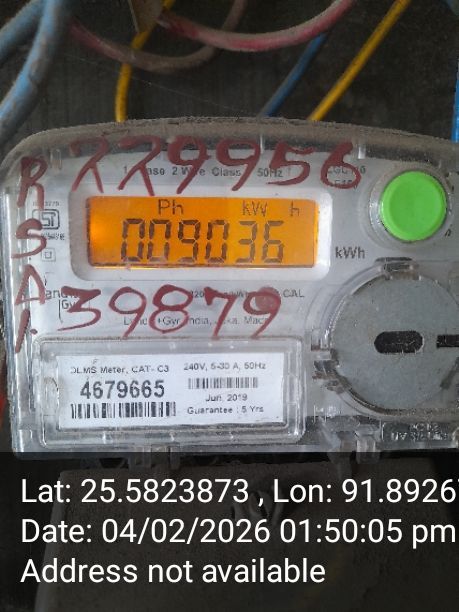 229956
1 Phase 2 Wire Class 50Hz
RSAI
Ph kW h
009036
kWh
39879
CAL
DLMS Meter, CAT- C3 240V, 5-30 A, 50Hz
4679665
Jun, 2019
Guarantee : 5 Yrs
Lat: 25.5823873 , Lon: 91.8926
Date: 04/02/2026 01:50:05 pm
Address not available